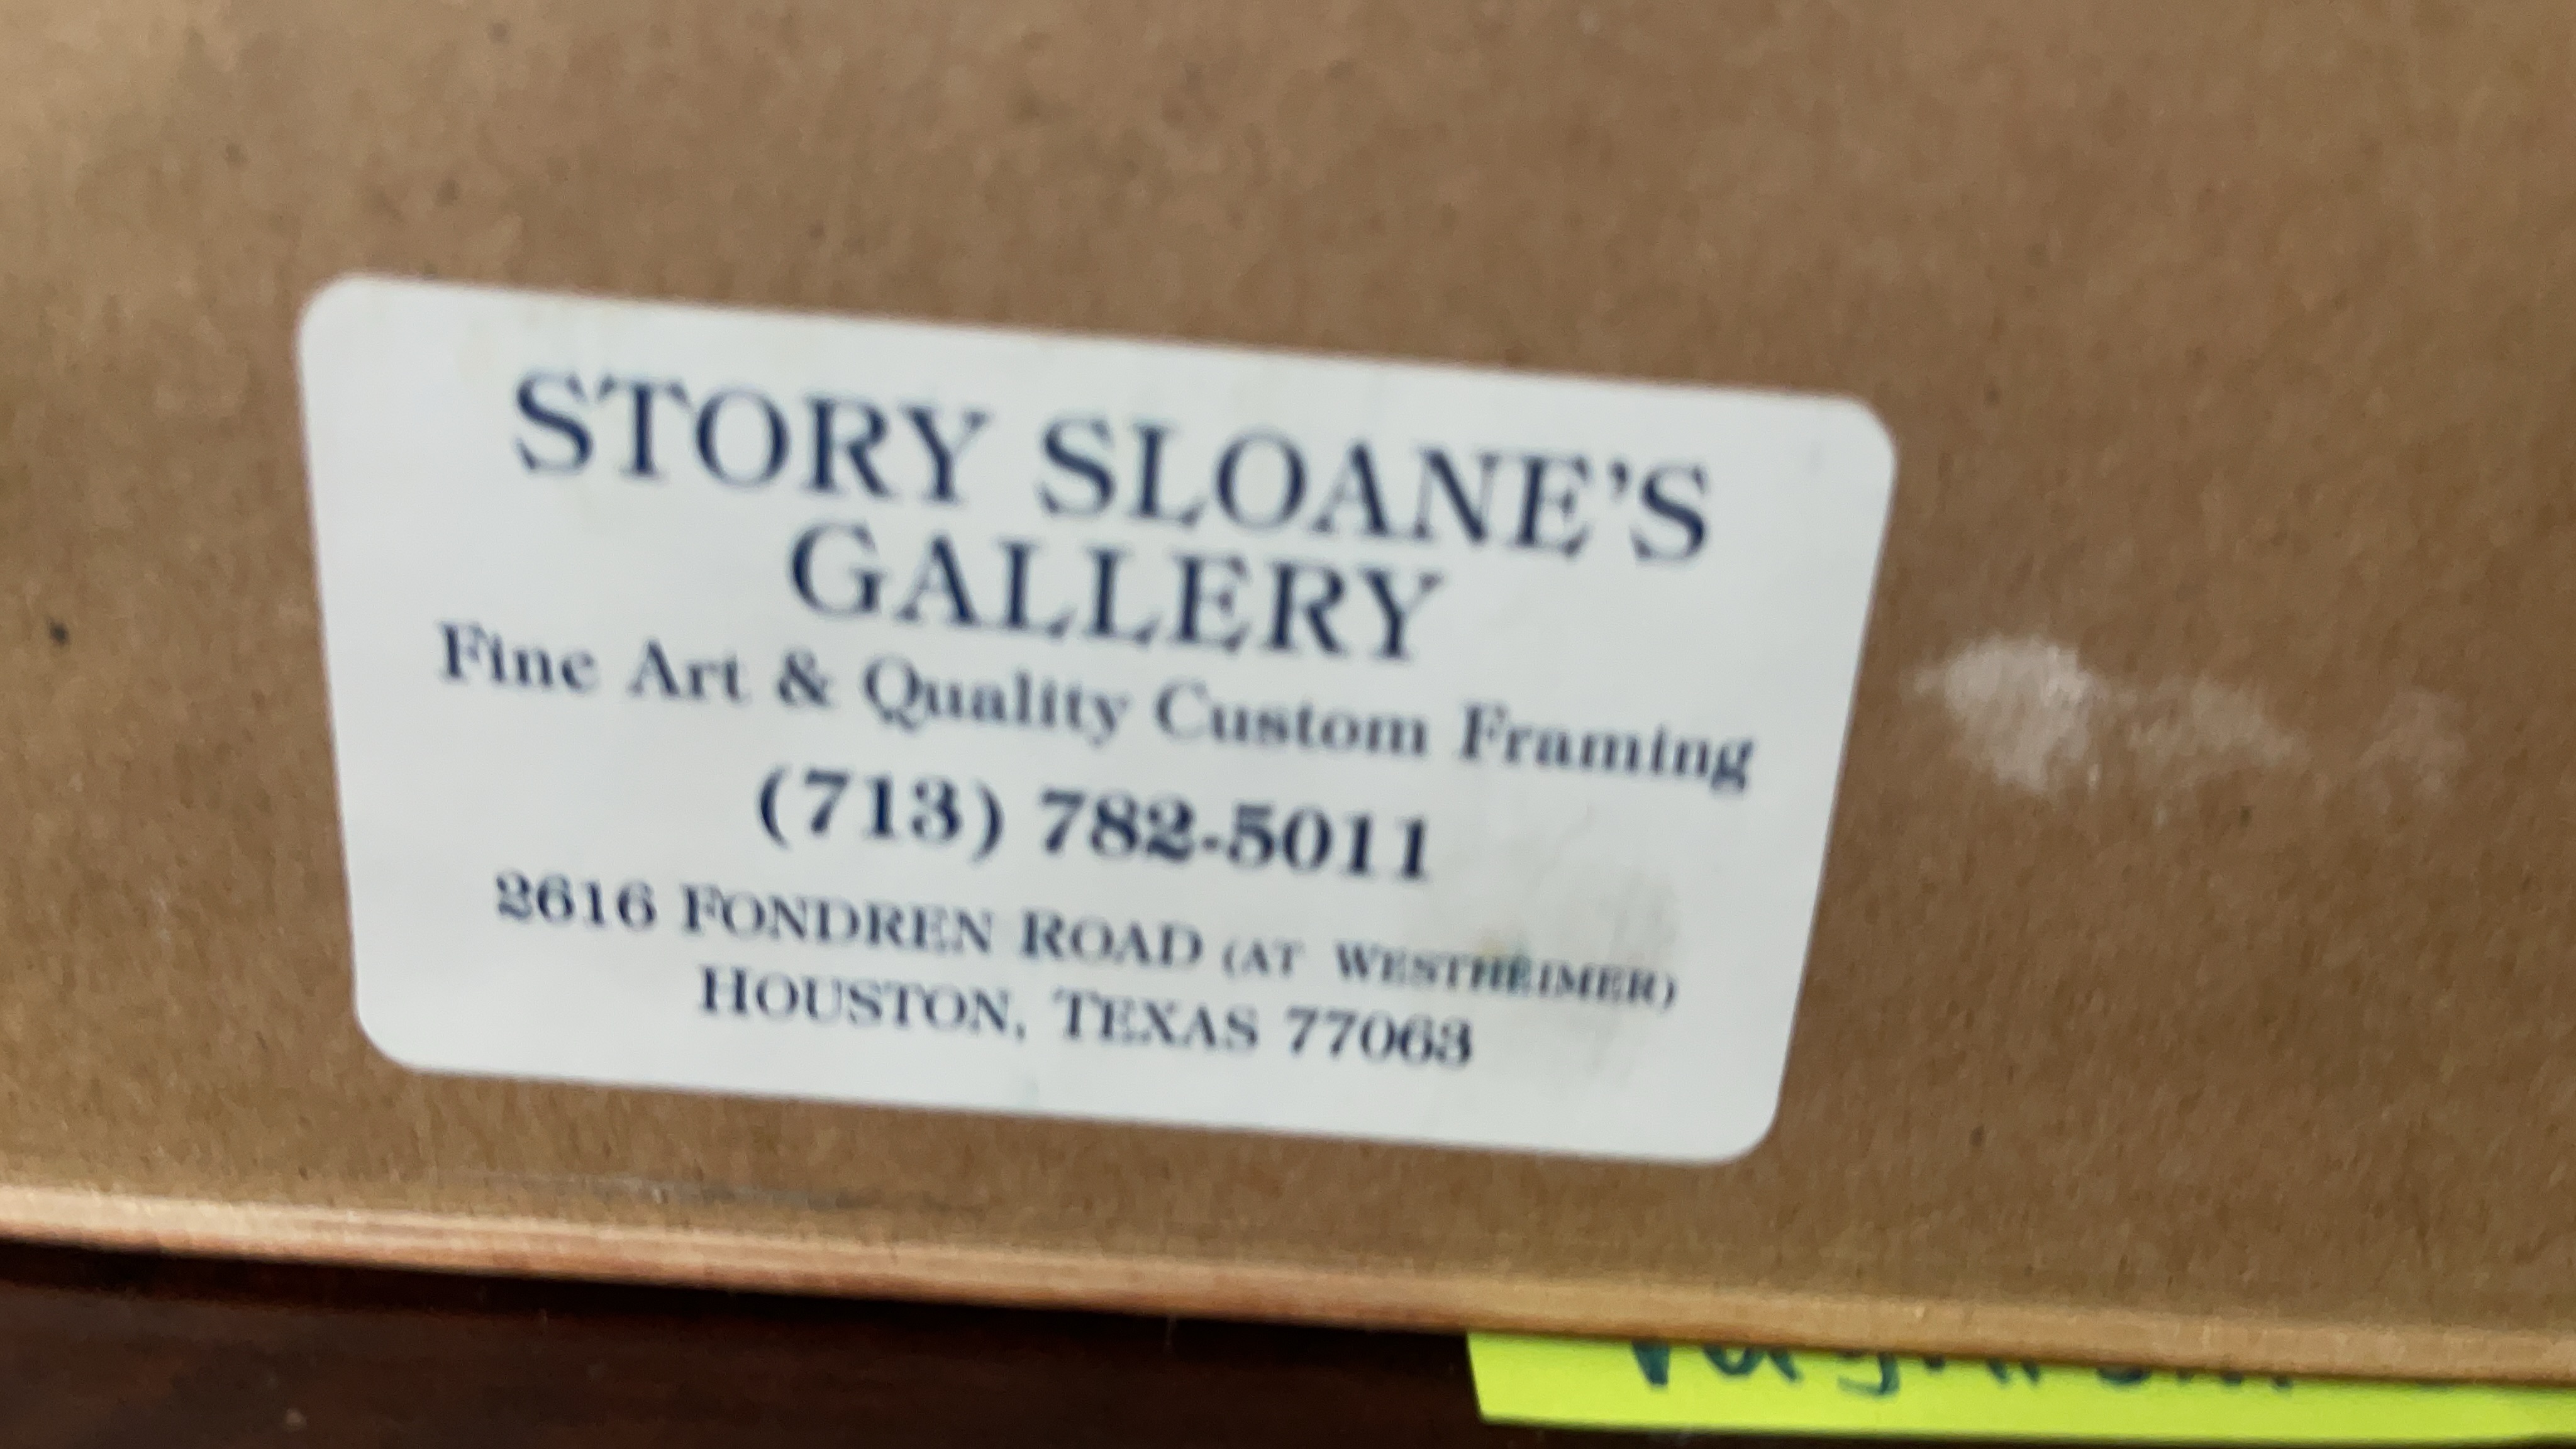 STORY SLOANE'S
GALLERY
Fine Art & Quality Custom Framing
(713) 782-5011
2616 FONDREN ROAD (AT WESTHEIMER)
HOUSTON, TEXAS 77063